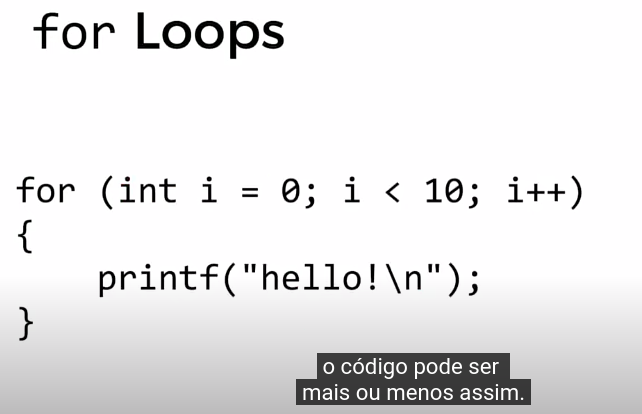 for Loops
for (int i = 0; i < 10; i++)
{
    printf("hello!\n");
}
o código pode ser
mais ou menos assim.